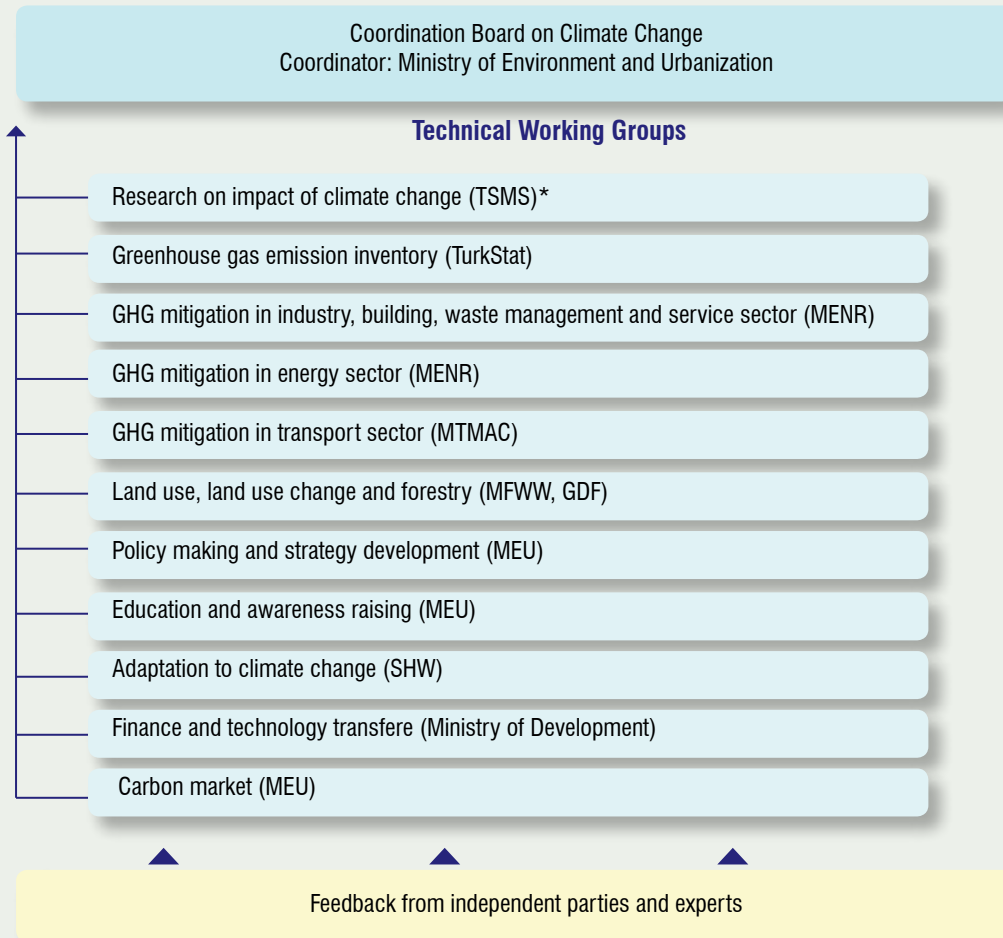 Coordination Board on Climate Change
Coordinator: Ministry of Environment and Urbanization
Technical Working Groups
Research on impact of climate change (TSMS)*
Greenhouse gas emission inventory (TurkStat)
GHG mitigation in industry, building, waste management and service sector (MENR)
GHG mitigation in energy sector (MENR)
GHG mitigation in transport sector (MTMAC)
Land use, land use change and forestry (MFWW, GDF)
Policy making and strategy development (MEU)
Education and awareness raising (MEU)
Adaptation to climate change (SHW)
Finance and technology transfere (Ministry of Development)
Carbon market (MEU)
Feedback from independent parties and experts